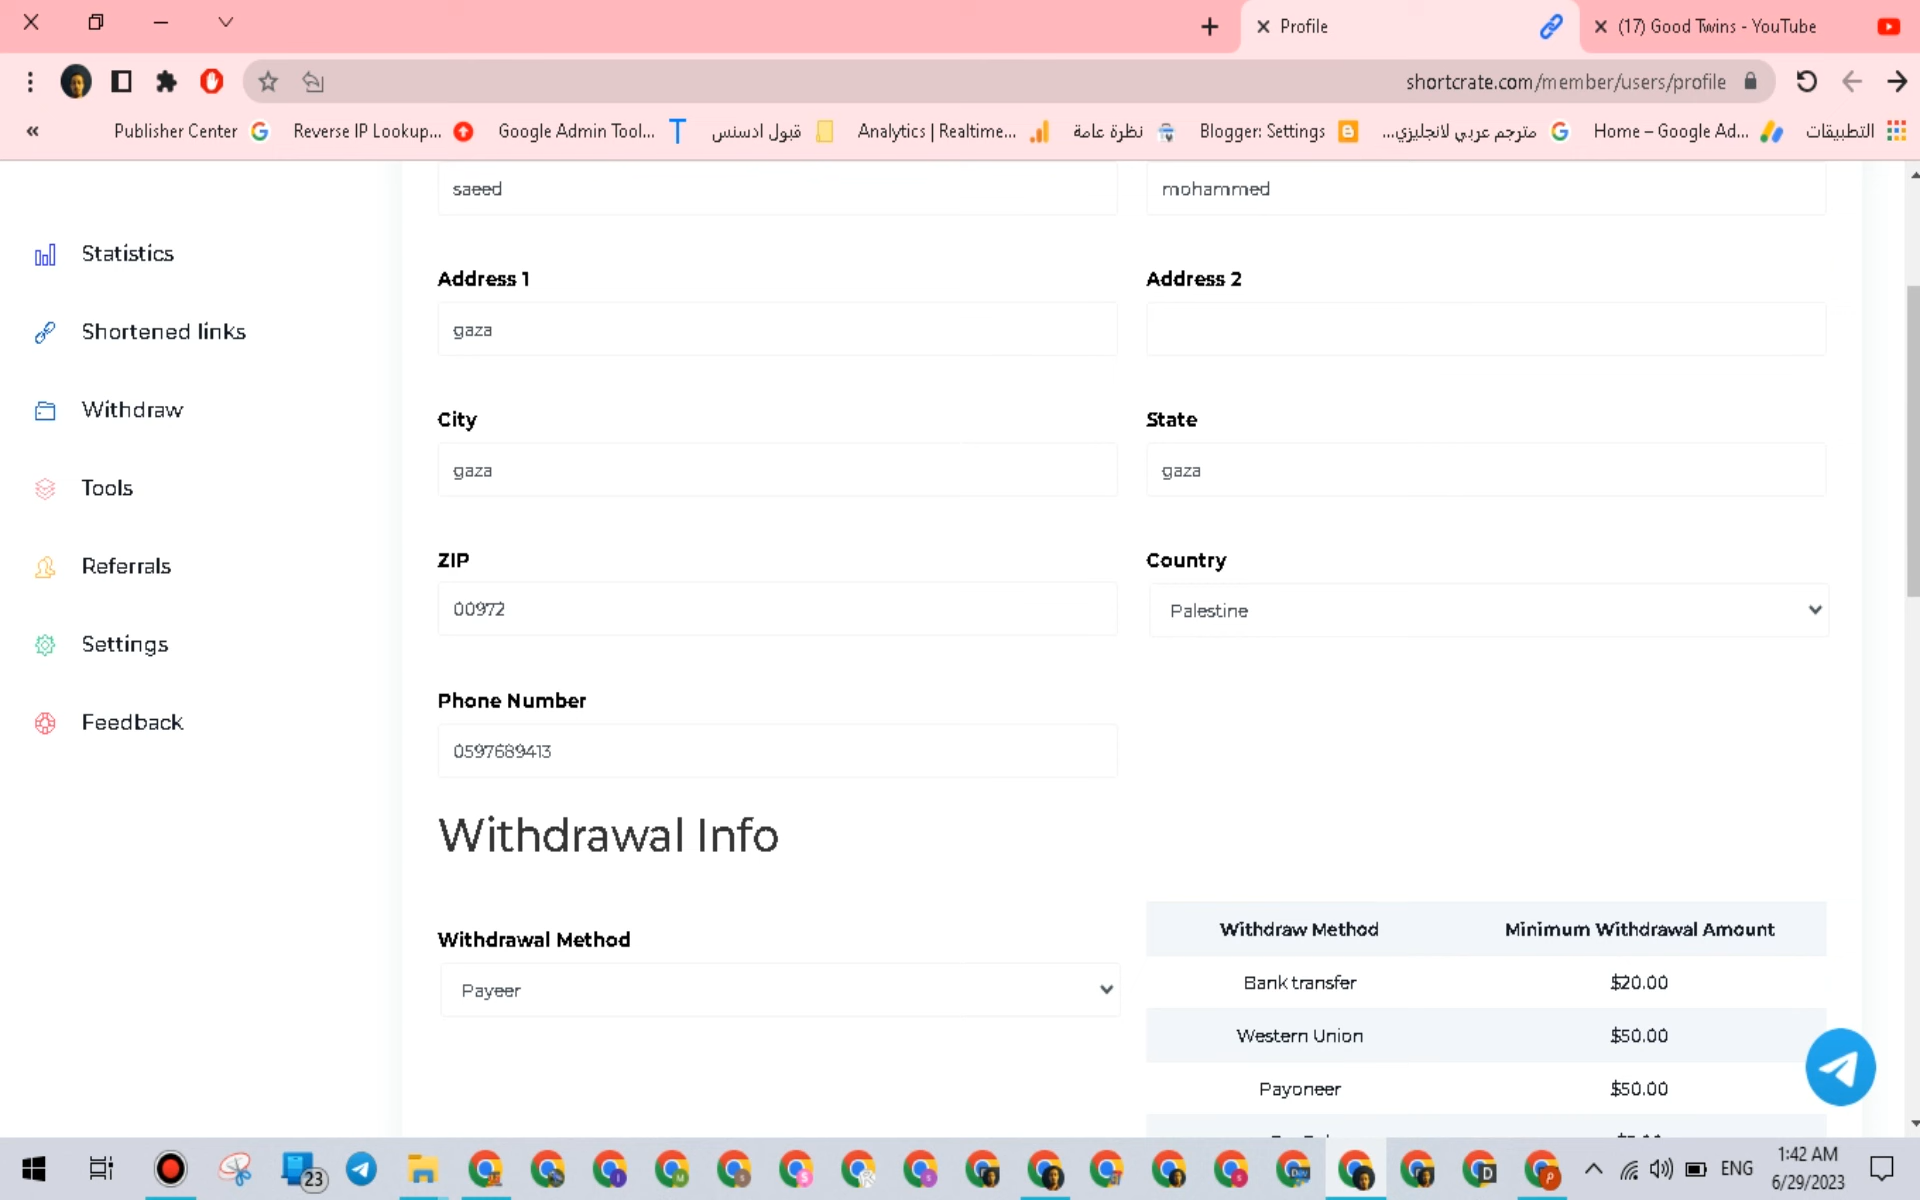 Profile
(17) Good Twins - YouTube
shortcrate.com/member/users/profile
Publisher Center
Reverse IP Lookup...
Google Admin Tool...
قبول ادسنس
Analytics | Realtime...
نظرة عامة
Blogger: Settings
مترجم عربي لانجليزي...
Home – Google Ad...
التطبيقات
Statistics
Shortened links
Withdraw
Tools
Referrals
Settings
Feedback
saeed
mohammed
Address 1
Address 2
gaza
City
State
gaza
gaza
ZIP
Country
00972
Palestine
Phone Number
0597689413
Withdrawal Info
Withdrawal Method
Payeer
Withdraw Method Minimum Withdrawal Amount
Bank transfer $20.00
Western Union $50.00
Payoneer $50.00
23
ENG
1:42 AM
6/29/2023